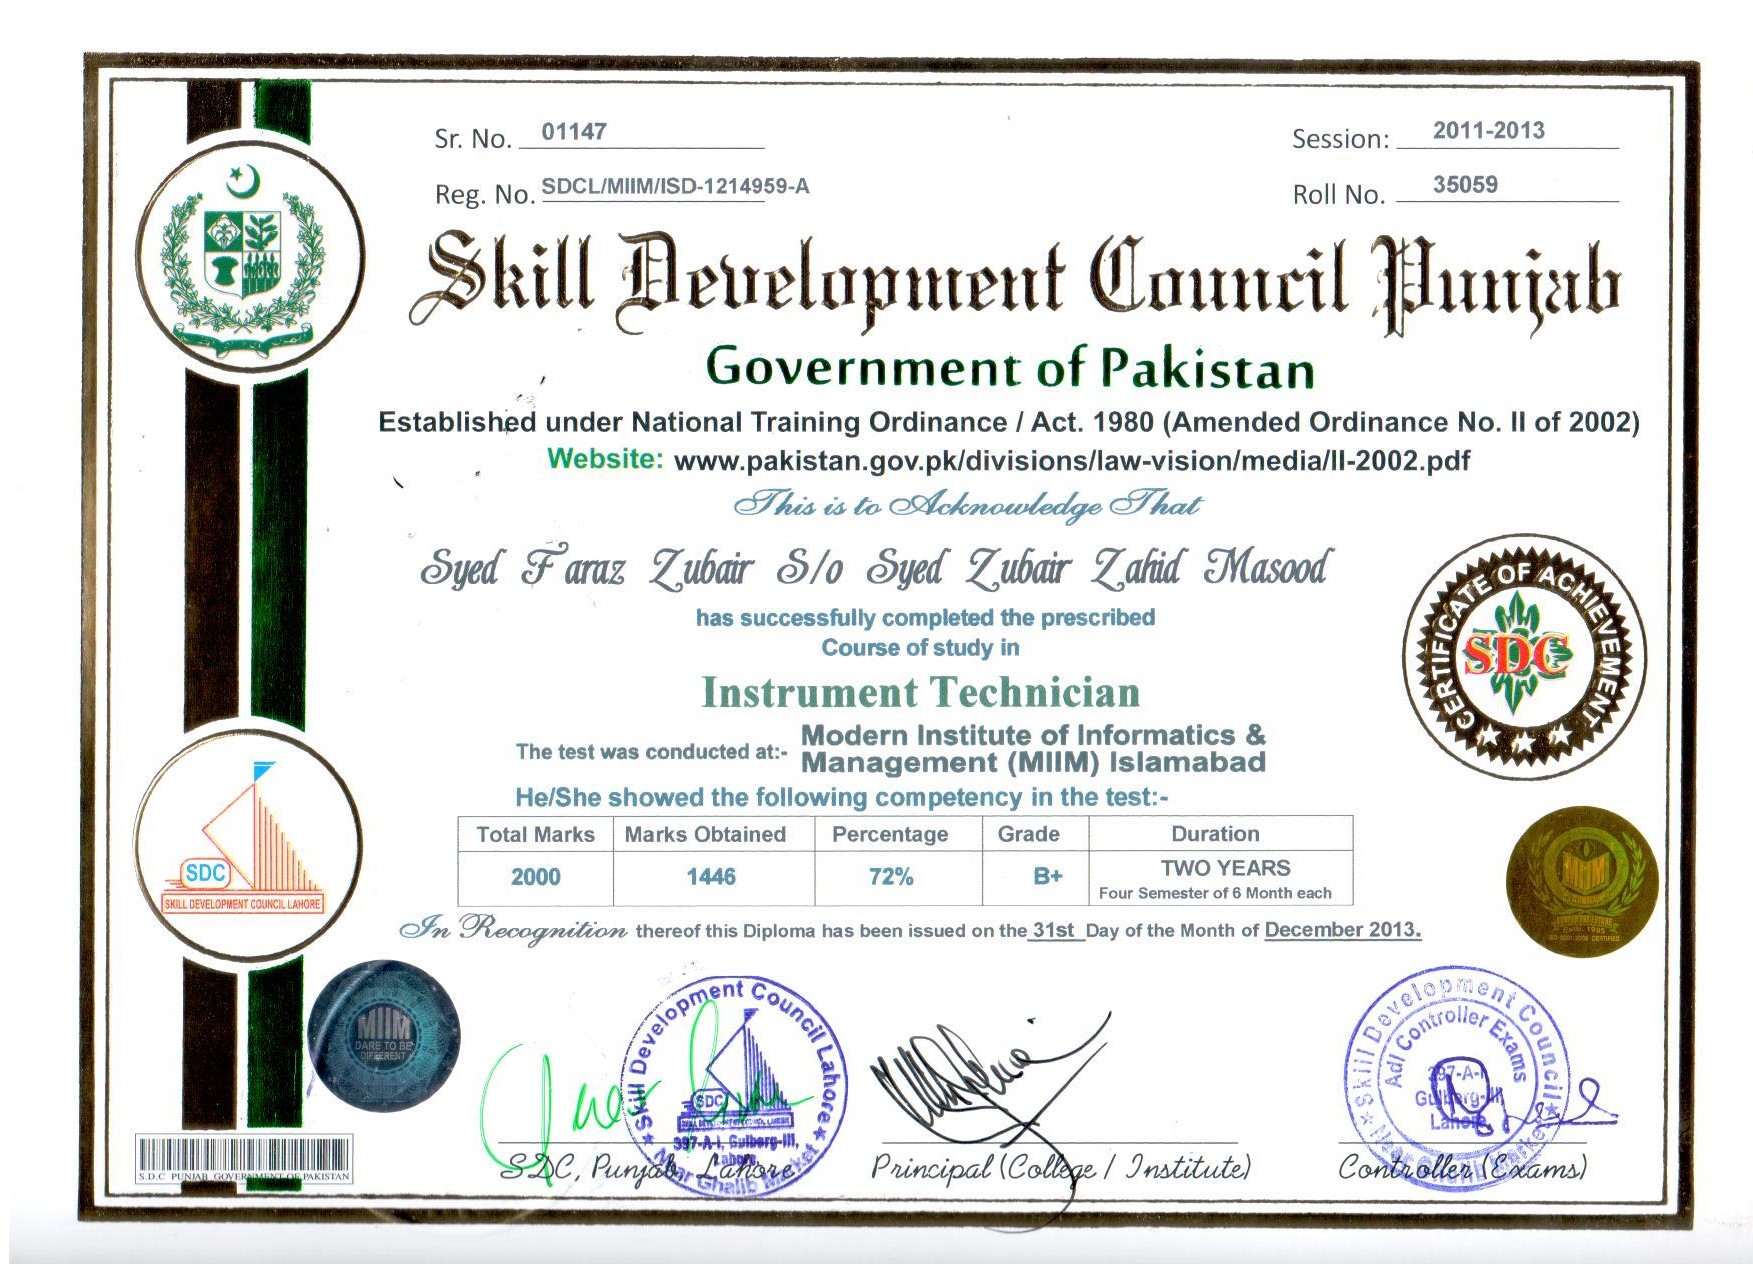 Sr. No. 01147
Session: 2011-2013
Reg. No. SDCL/MIIM/ISD-1214959-A
Roll No. 35059
Skill Development Council Punjab
Government of Pakistan
Established under National Training Ordinance / Act. 1980 (Amended Ordinance No. II of 2002)
Website: www.pakistan.gov.pk/divisions/law-vision/media/II-2002.pdf
This is to Acknowledge That
Syed Faraz Zubair S/o Syed Zubair Zahid Masood
has successfully completed the prescribed
Course of study in
Instrument Technician
The test was conducted at:- Modern Institute of Informatics &
Management (MIIM) Islamabad
He/She showed the following competency in the test:-
Total Marks Marks Obtained Percentage Grade Duration
2000 1446 72% B+ TWO YEARS
Four Semester of 6 Month each
In Recognition thereof this Diploma has been issued on the 31st Day of the Month of December 2013.
CERTIFICATE OF ACHIEVEMENT
SDC
SDC
SKILL DEVELOPMENT COUNCIL LAHORE
MIIM
Estd. 1995
MIIM
DARE TO BE
DIFFERENT
Skill Development Council Lahore
SDC
397-A-I, Gulberg-III,
Lahore
Near Ghalib Market
Skill Development Council
Adl Controller Exams
397-A-I
Gulberg-III
Lahore
SDC, Punjab, Lahore
Principal (College / Institute)
Controller (Exams)
S.D.C PUNJAB GOVERNMENT OF PAKISTAN